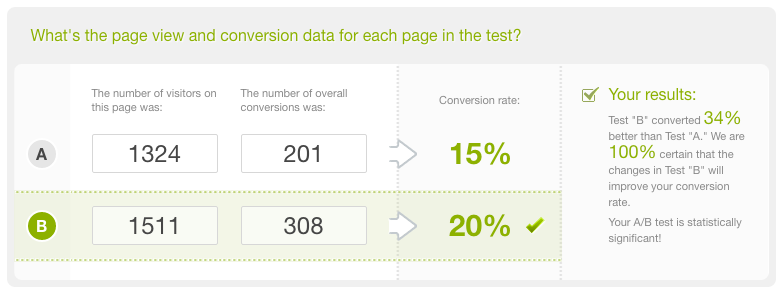 What's the page view and conversion data for each page in the test?
The number of visitors on
this page was:
The number of overall
conversions was:
Conversion rate:
A
1324
201
15%
B
1511
308
20%
Your results:
Test "B" converted 34%
better than Test "A." We are
100% certain that the
changes in Test "B" will
improve your conversion
rate.
Your A/B test is statistically
significant!